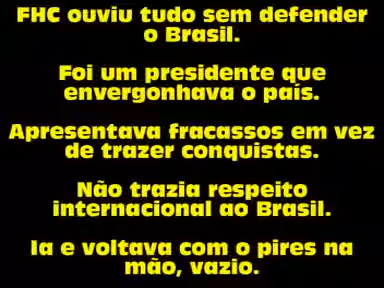 FHC ouviu tudo sem defender
o Brasil.
Foi um presidente que
envergonhava o país.
Apresentava fracassos em vez
de trazer conquistas.
Não trazia respeito
internacional ao Brasil.
Ia e voltava com o pires na
mão, vazio.